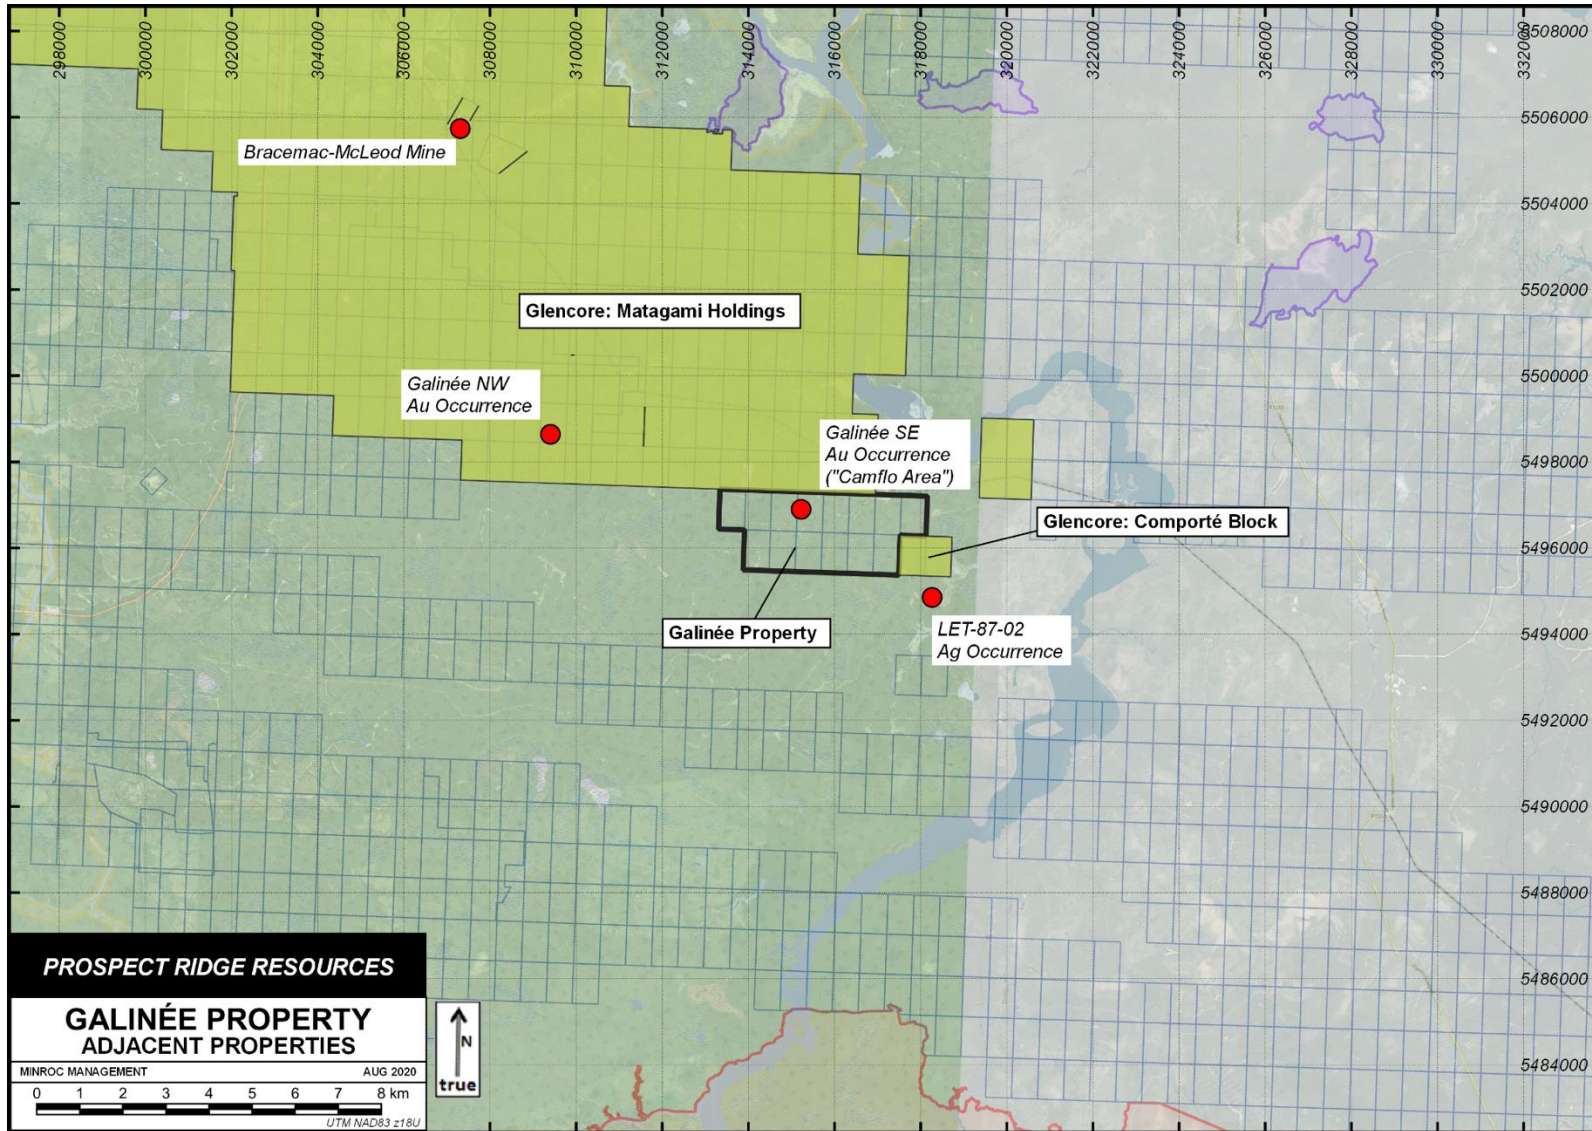 298000
300000
302000
304000
306000
308000
310000
312000
314000
316000
318000
320000
322000
324000
326000
328000
330000
332000
5508000
5506000
Bracemac-McLeod Mine
5504000
5502000
Glencore: Matagami Holdings
5500000
Galinée NW
Au Occurrence
Galinée SE
Au Occurrence
("Camflo Area")
5498000
Glencore: Comporté Block
5496000
Galinée Property
LET-87-02
Ag Occurrence
5494000
5492000
5490000
5488000
5486000
5484000
PROSPECT RIDGE RESOURCES
GALINÉE PROPERTY
ADJACENT PROPERTIES
MINROC MANAGEMENT AUG 2020
0 1 2 3 4 5 6 7 8 km
UTM NAD83 z18U
N
true